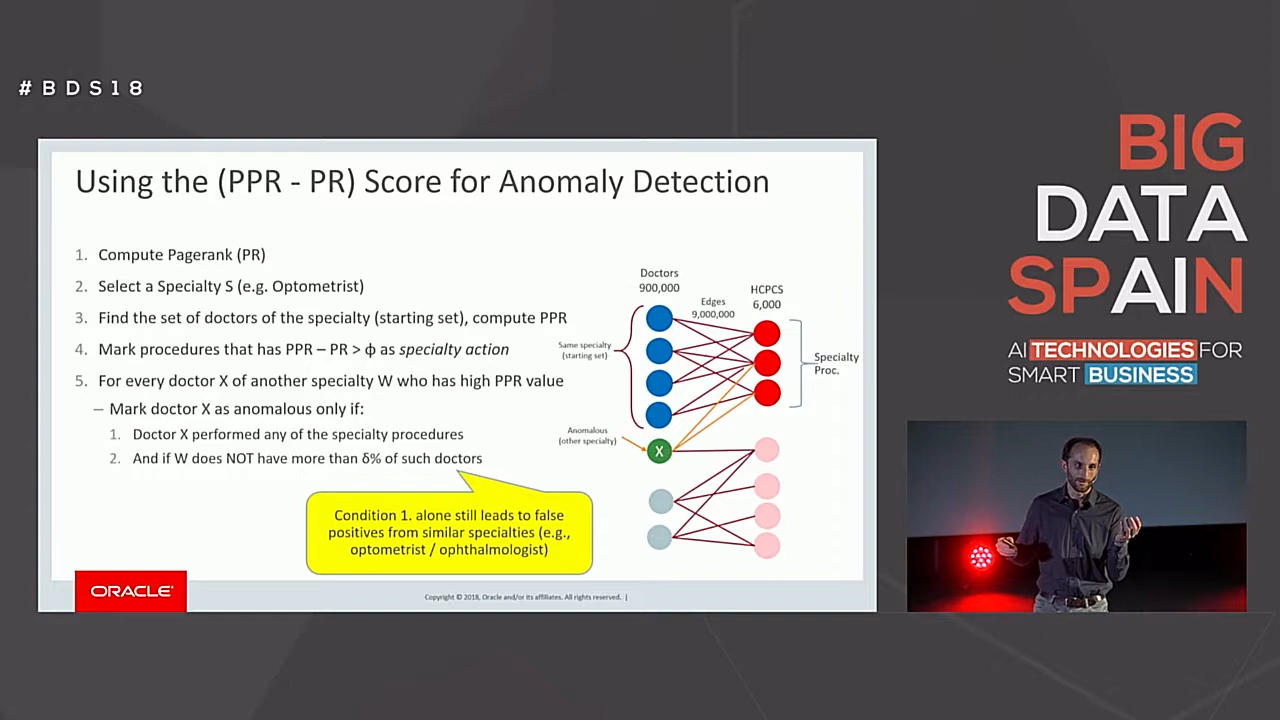 #BDS18
Using the (PPR - PR) Score for Anomaly Detection
1. Compute Pagerank (PR)
2. Select a Specialty S (e.g. Optometrist)
3. Find the set of doctors of the specialty (starting set), compute PPR
4. Mark procedures that has PPR – PR > ϕ as specialty action
5. For every doctor X of another specialty W who has high PPR value
– Mark doctor X as anomalous only if:
1. Doctor X performed any of the specialty procedures
2. And if W does NOT have more than δ% of such doctors
Condition 1. alone still leads to false
positives from similar specialties (e.g.,
optometrist / ophthalmologist)
Doctors
900,000
Edges
9,000,000
HCPCS
6,000
Same specialty
(starting set)
Specialty
Proc.
Anomalous
(other specialty)
X
ORACLE
Copyright © 2018, Oracle and/or its affiliates. All rights reserved. |
BIG
DATA
SPAIN
AI TECHNOLOGIES FOR
SMART BUSINESS